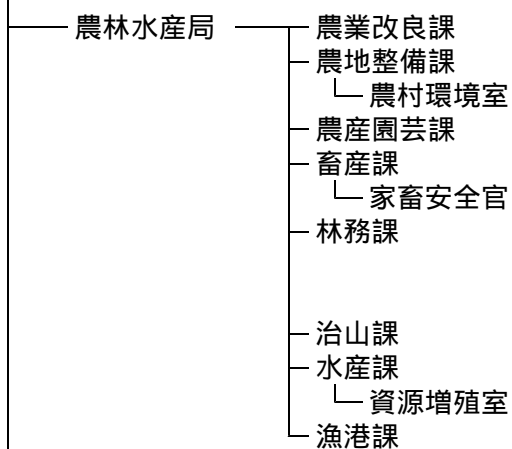 農林水産局
農業改良課
農地整備課
農村環境室
農産園芸課
畜産課
家畜安全官
林務課
治山課
水産課
資源増殖室
漁港課